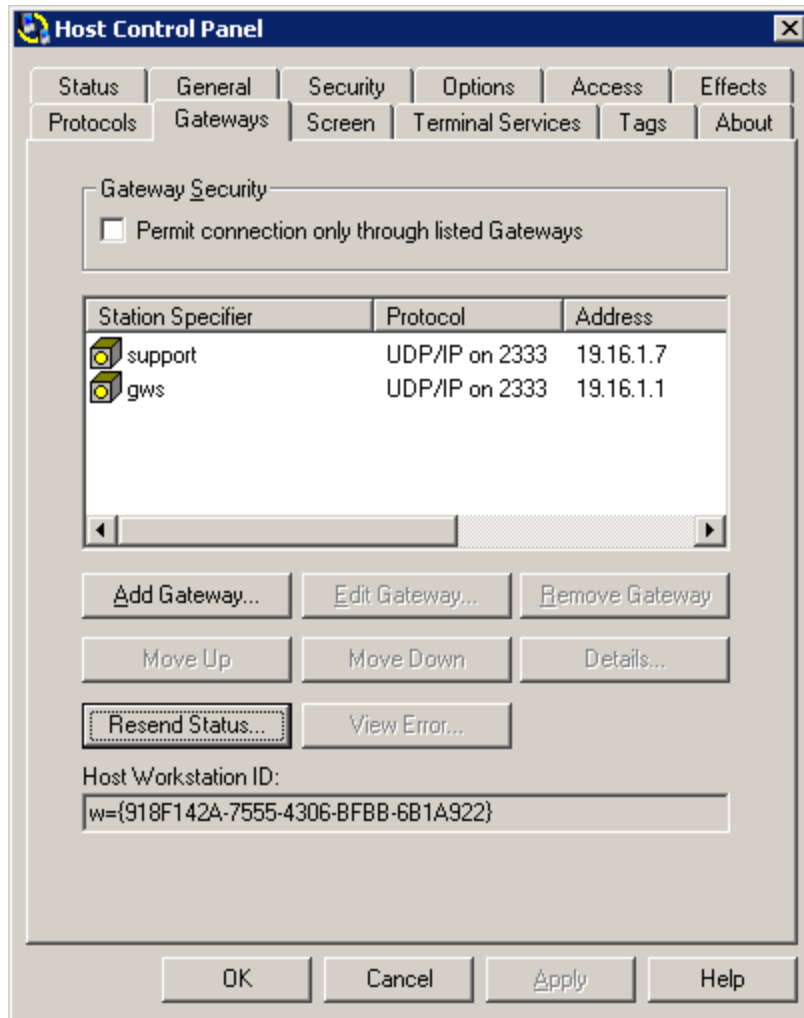 Host Control Panel
Status General Security Options Access Effects
Protocols Gateways Screen Terminal Services Tags About
Gateway Security
Permit connection only through listed Gateways
Station Specifier Protocol Address
support UDP/IP on 2333 19.16.1.7
gws UDP/IP on 2333 19.16.1.1
Add Gateway... Edit Gateway... Remove Gateway
Move Up Move Down Details...
Resend Status... View Error...
Host Workstation ID:
w={918F142A-7555-4306-BFBB-6B1A922}
OK Cancel Apply Help